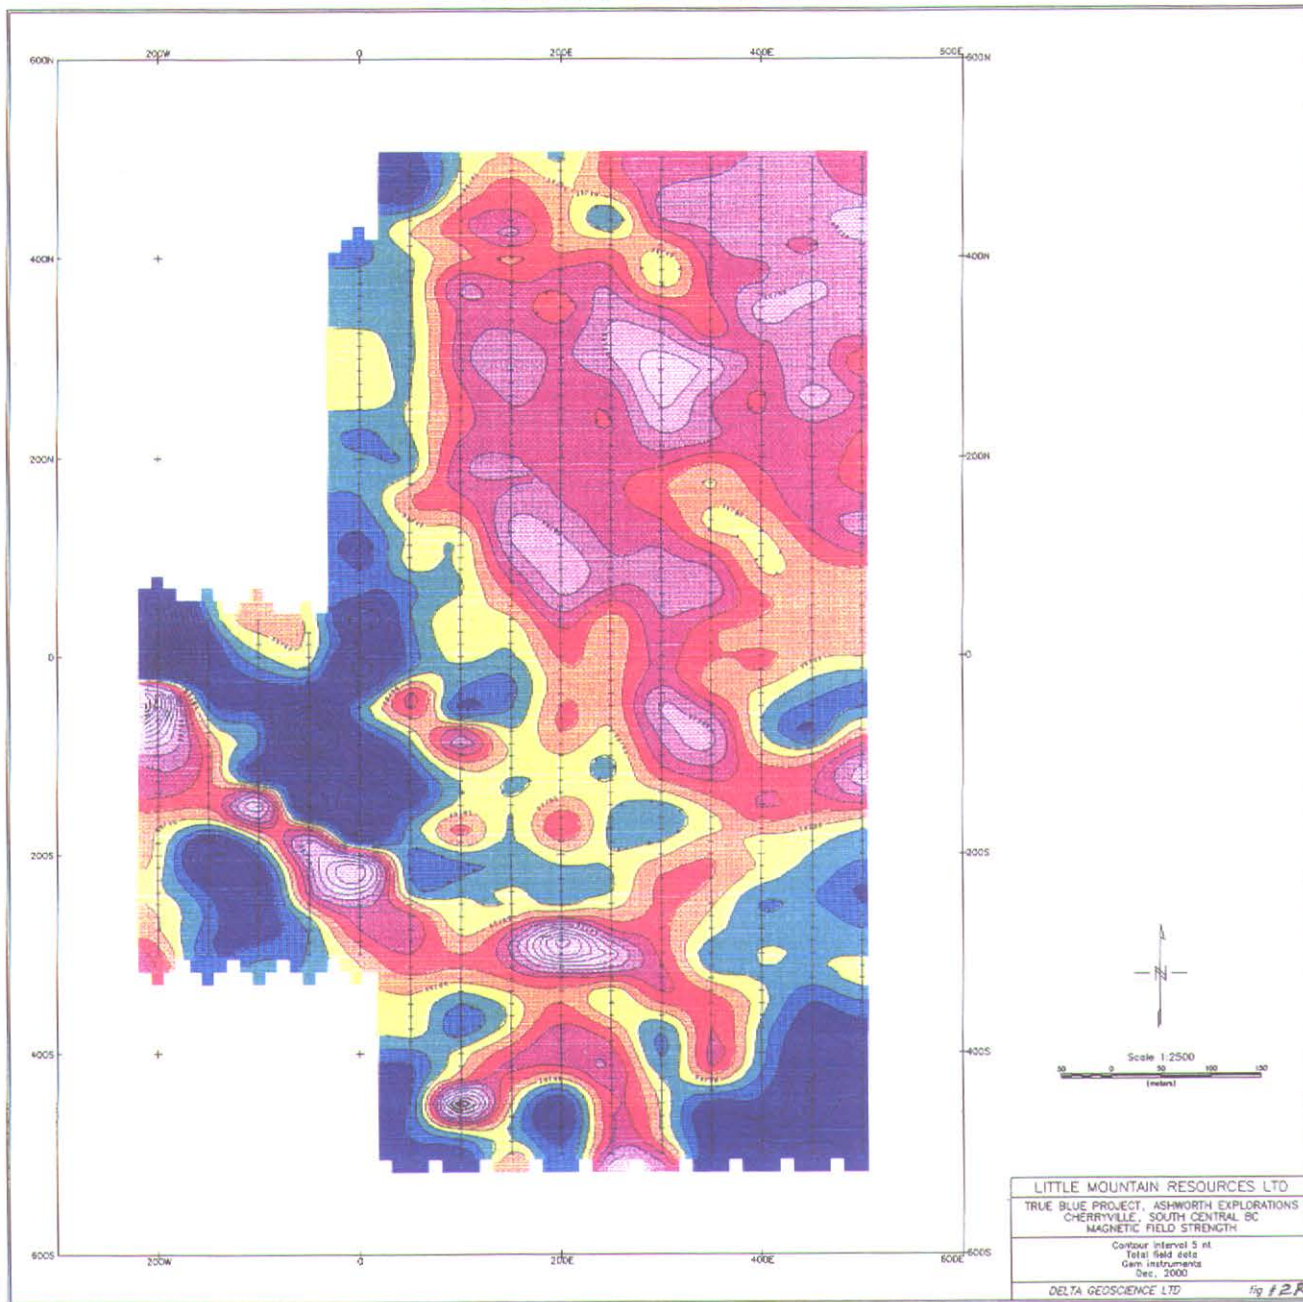 200W 0 200E 400E 500E
600N 600N
400N 400N
200N 200N
0 0
200S 200S
400S 400S
600S 600S
200W 0 200E 400E
N
Scale 1:2500
50 0 50 100 150
(meters)
LITTLE MOUNTAIN RESOURCES LTD
TRUE BLUE PROJECT, ASHWORTH EXPLORATIONS
CHERRYVILLE, SOUTH CENTRAL BC
MAGNETIC FIELD STRENGTH
Contour interval 5 nt
Total field data
Gem instruments
Dec, 2000
DELTA GEOSCIENCE LTD fig #2A